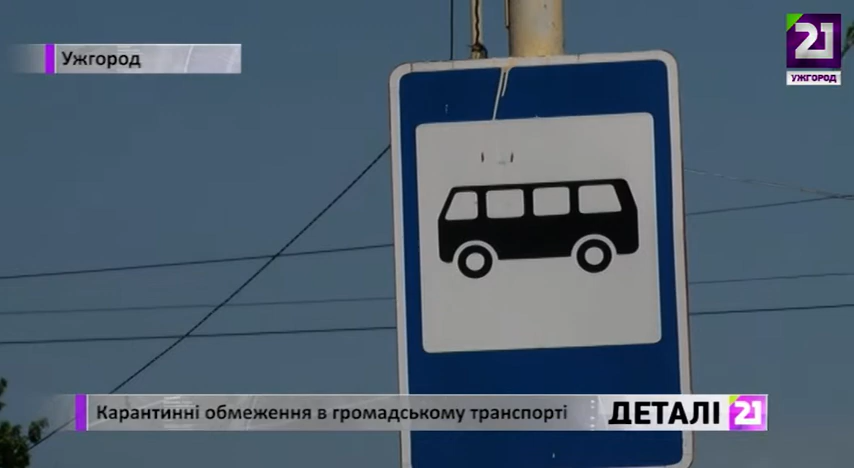 Ужгород
21
УЖГОРОД
Карантинні обмеження в громадському транспорті
ДЕТАЛІ 21